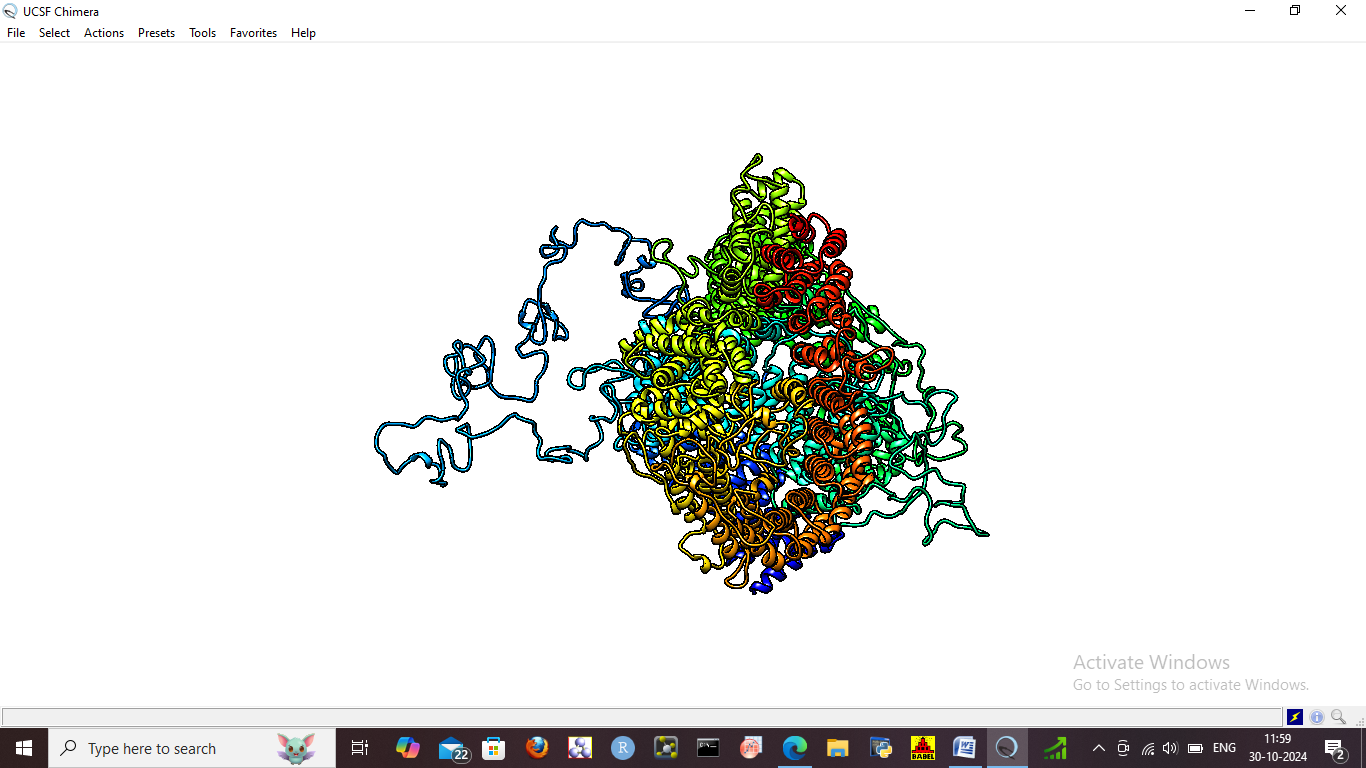 UCSF Chimera
File Select Actions Presets Tools Favorites Help
Activate Windows
Go to Settings to activate Windows.
Type here to search
22
R
BABEL
W
ENG
11:59
30-10-2024
2